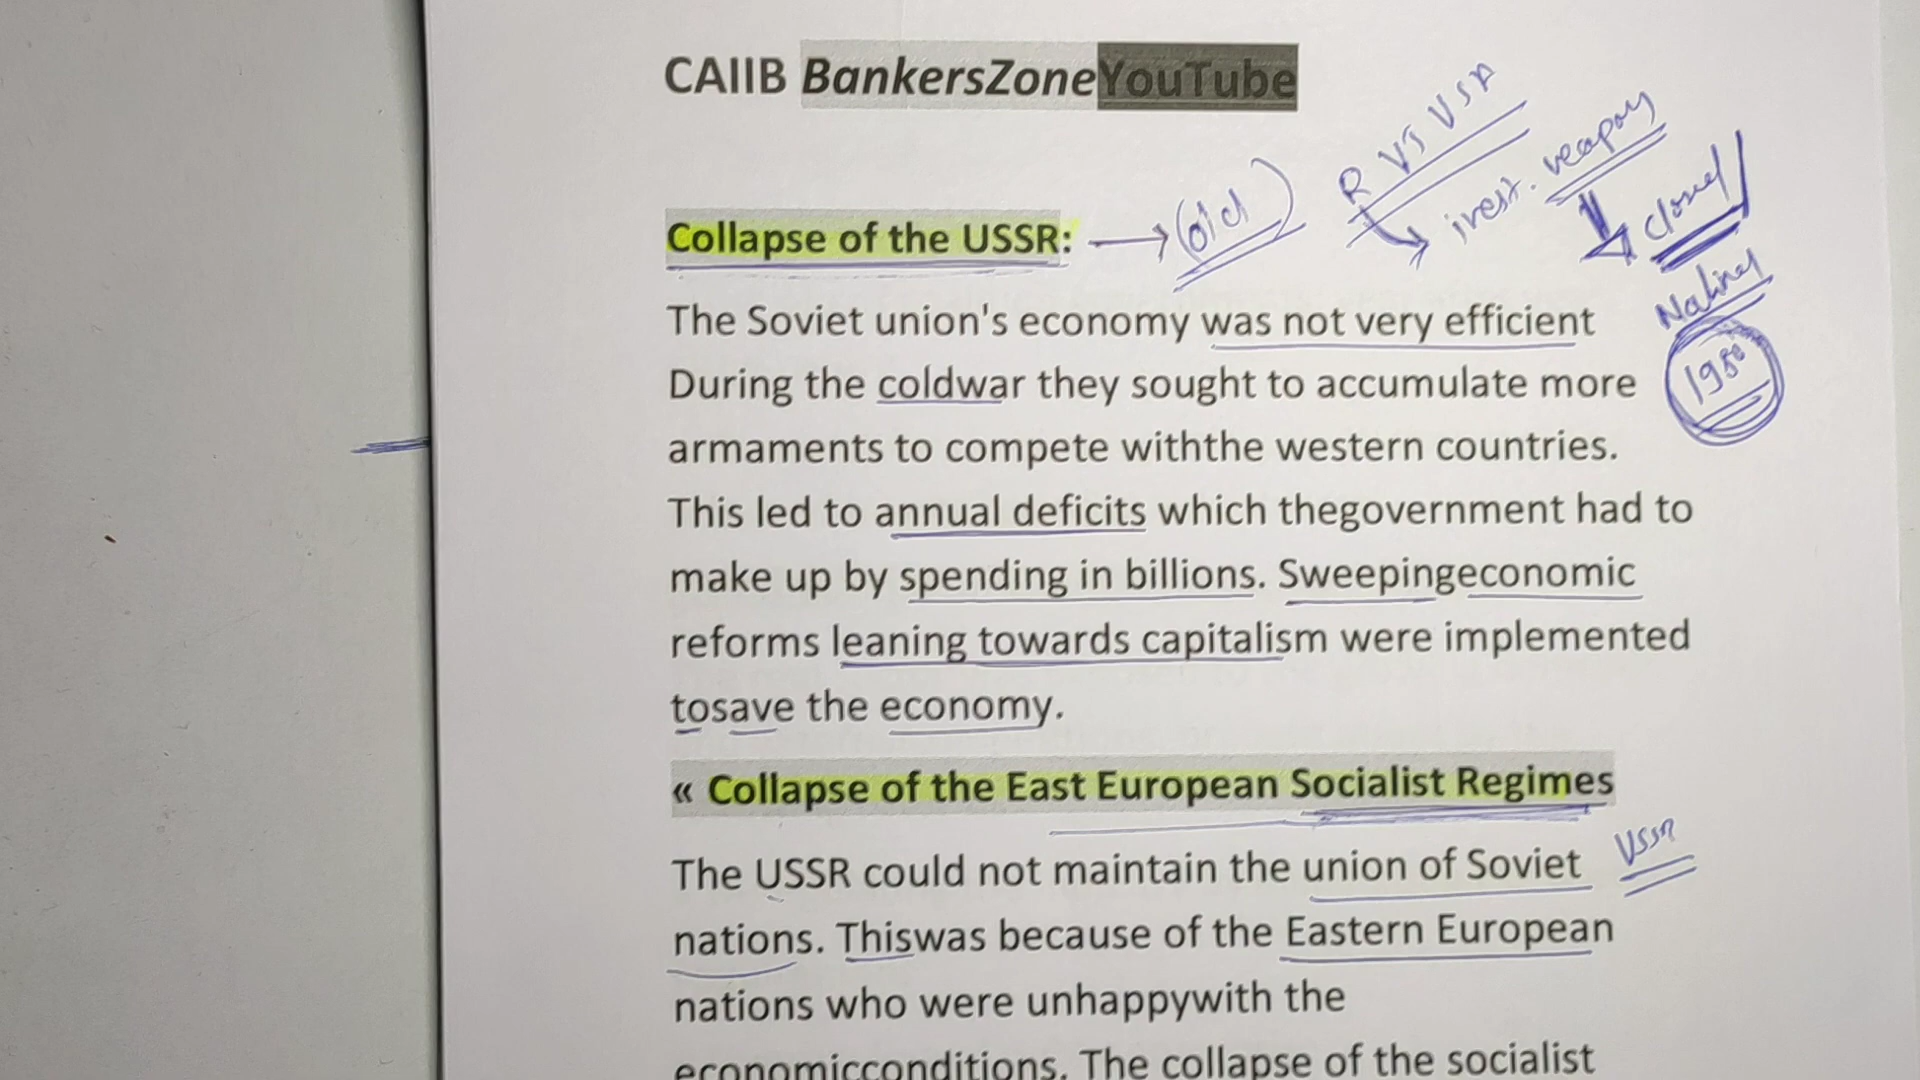 CAIIB BankersZoneYouTube
R VS USA
invest. weapons
Collapse of the USSR:
The Soviet union's economy was not very efficient
During the coldwar they sought to accumulate more
1980
armaments to compete withthe western countries.
This led to annual deficits which thegovernment had to
make up by spending in billions. Sweepingeconomic
reforms leaning towards capitalism were implemented
tosave the economy.
« Collapse of the East European Socialist Regimes
USSR
The USSR could not maintain the union of Soviet
nations. Thiswas because of the Eastern European
nations who were unhappywith the
economicconditions. The collapse of the socialist